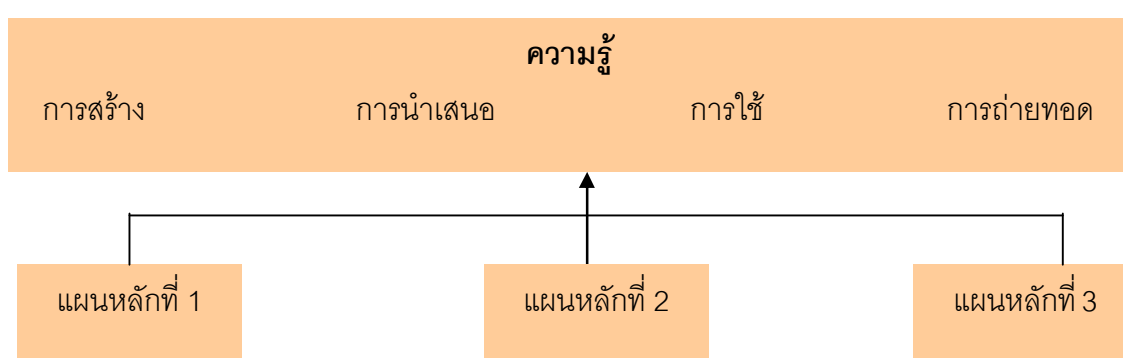 ความรู้
การสร้าง การนำเสนอ การใช้ การถ่ายทอด
แผนหลักที่ 1 แผนหลักที่ 2 แผนหลักที่ 3